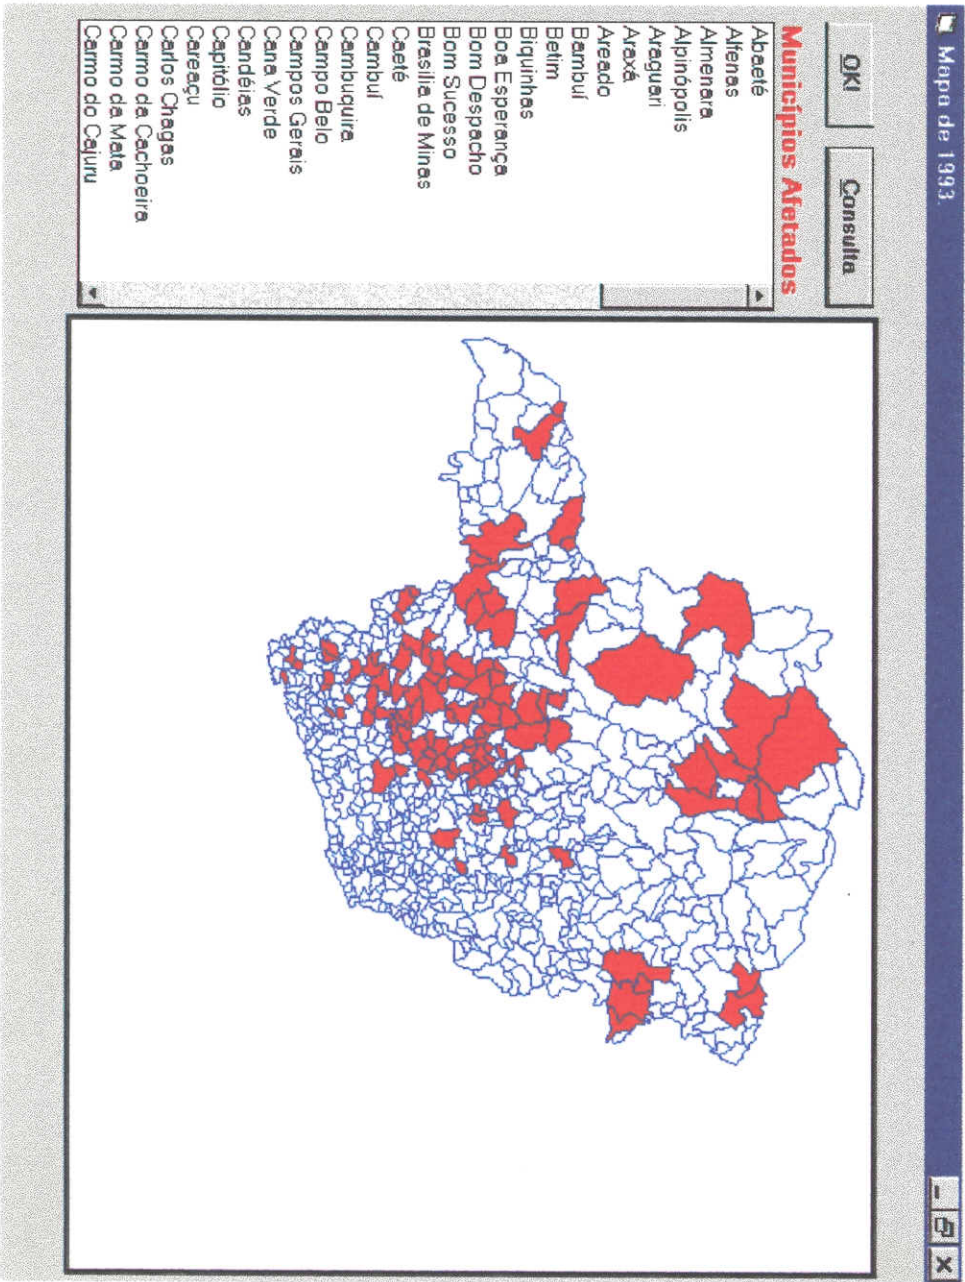 Mapa de 1993.
OK!
Consulta
Municípios Afetados
Abaeté
Alfenas
Almenara
Alpinópolis
Araguari
Araxá
Areado
Bambuí
Betim
Biquinhas
Boa Esperança
Bom Despacho
Bom Sucesso
Brasília de Minas
Caeté
Cambuí
Cambuquira
Campo Belo
Campos Gerais
Cana Verde
Candéias
Capitólio
Careaçu
Carlos Chagas
Carmo da Cachoeira
Carmo da Mata
Carmo do Cajuru